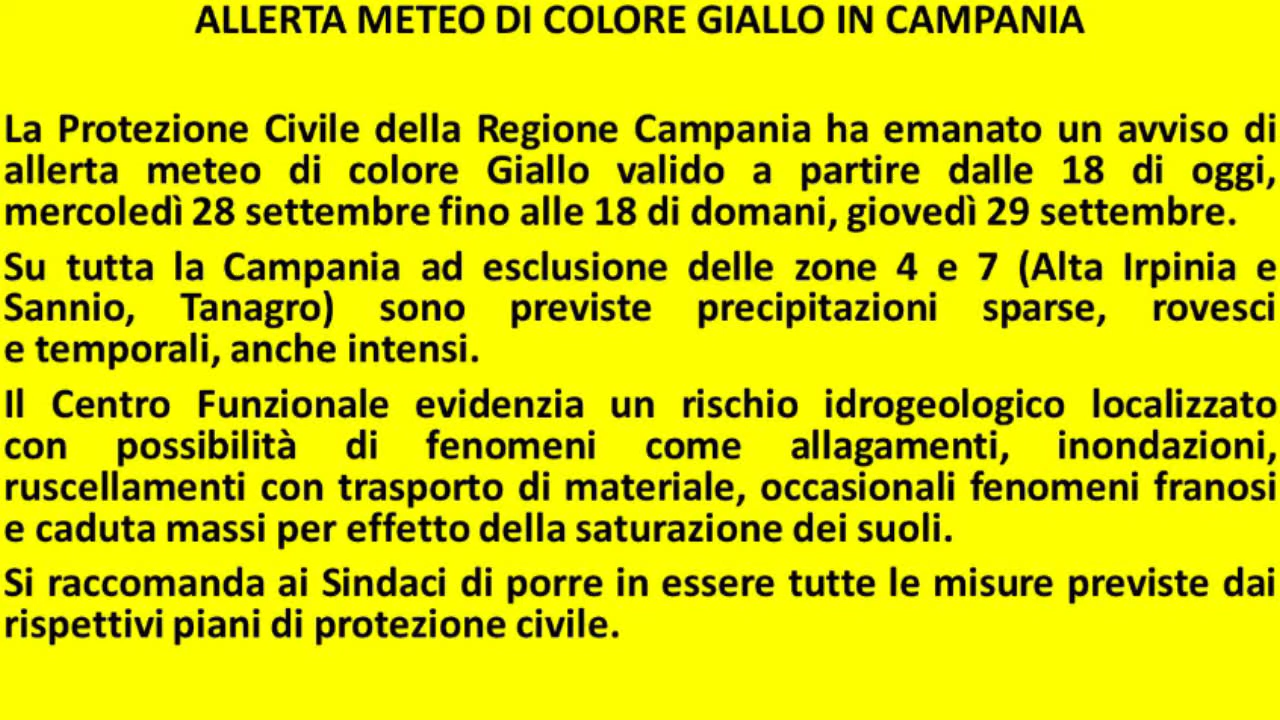 ALLERTA METEO DI COLORE GIALLO IN CAMPANIA
La Protezione Civile della Regione Campania ha emanato un avviso di
allerta meteo di colore Giallo valido a partire dalle 18 di oggi,
mercoledì 28 settembre fino alle 18 di domani, giovedì 29 settembre.
Su tutta la Campania ad esclusione delle zone 4 e 7 (Alta Irpinia e
Sannio, Tanagro) sono previste precipitazioni sparse, rovesci
e temporali, anche intensi.
Il Centro Funzionale evidenzia un rischio idrogeologico localizzato
con possibilità di fenomeni come allagamenti, inondazioni,
ruscellamenti con trasporto di materiale, occasionali fenomeni franosi
e caduta massi per effetto della saturazione dei suoli.
Si raccomanda ai Sindaci di porre in essere tutte le misure previste dai
rispettivi piani di protezione civile.